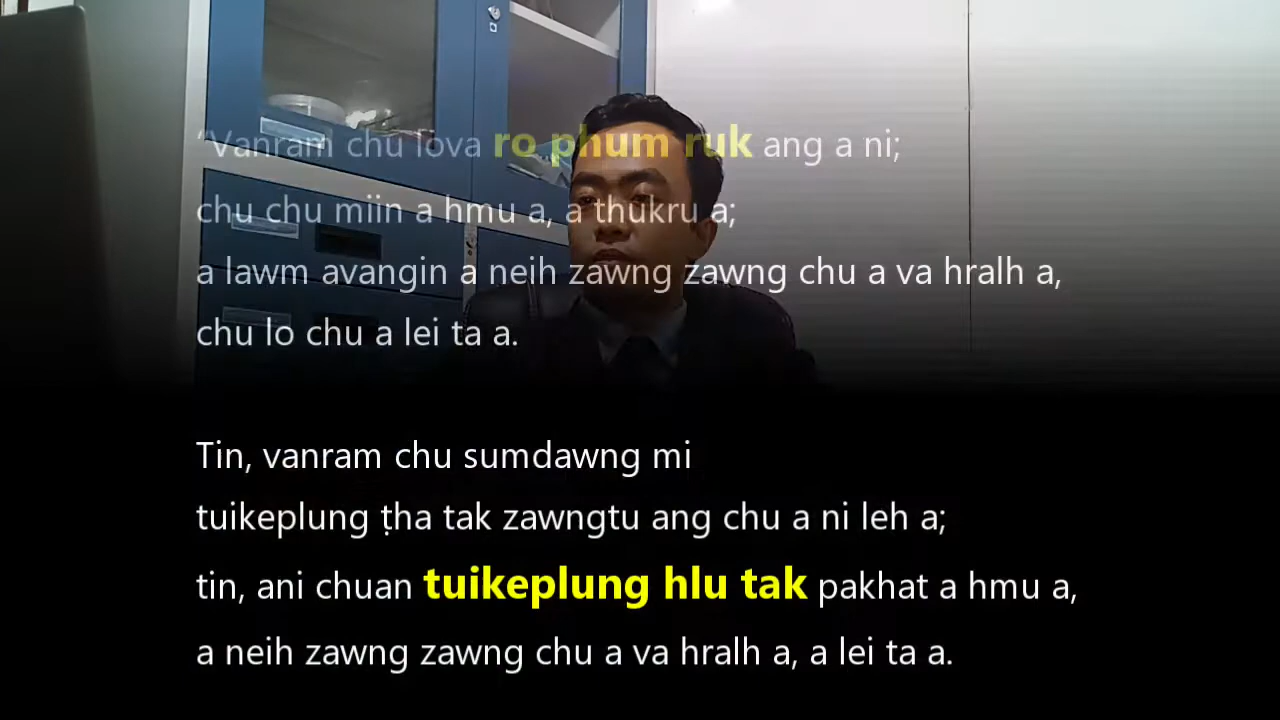 “Vanram chu lova ro phum ruk ang a ni;
chu chu miin a hmu a, a thukru a;
a lawm avangin a neih zawng zawng chu a va hralh a,
chu lo chu a lei ta a.
Tin, vanram chu sumdawng mi
tuikeplung ṭha tak zawngtu ang chu a ni leh a;
tin, ani chuan tuikeplung hlu tak pakhat a hmu a,
a neih zawng zawng chu a va hralh a, a lei ta a.